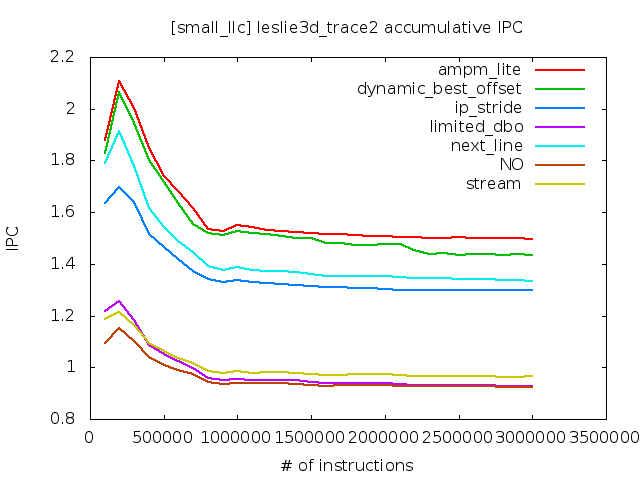 [small_llc] leslie3d_trace2 accumulative IPC
2.2
2
1.8
1.6
1.4
1.2
1
0.8
IPC
ampm_lite
dynamic_best_offset
ip_stride
limited_dbo
next_line
NO
stream
0 500000 1000000 1500000 2000000 2500000 3000000 3500000
# of instructions